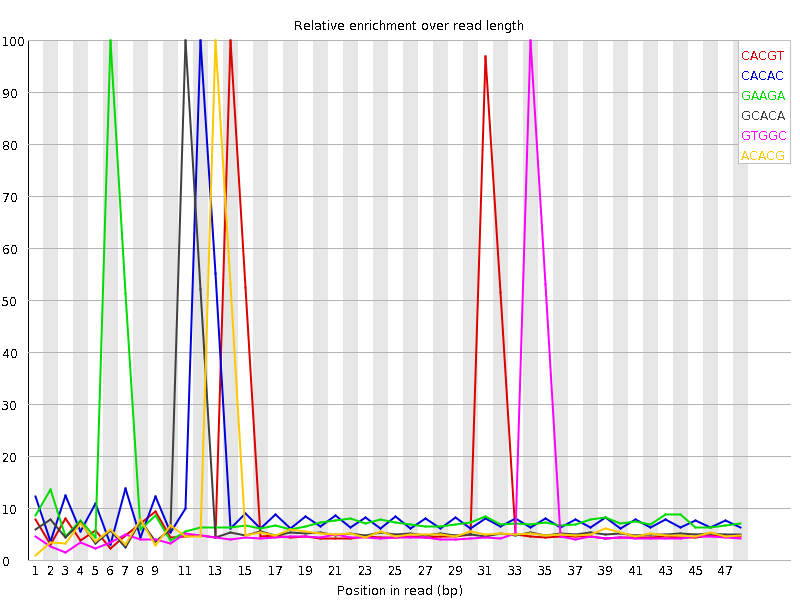 Relative enrichment over read length
100
90
80
70
60
50
40
30
20
10
0
CACGT
CACAC
GAAGA
GCACA
GTGGC
ACACG
1 2 3 4 5 6 7 8 9 11 13 15 17 19 21 23 25 27 29 31 33 35 37 39 41 43 45 47
Position in read (bp)